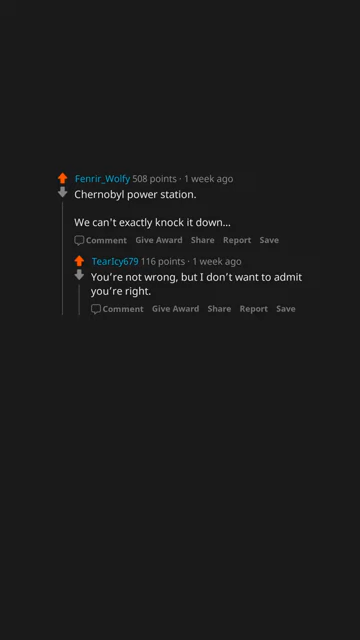 Fenrir_Wolfy 508 points · 1 week ago
Chernobyl power station.
We can't exactly knock it down...
Comment Give Award Share Report Save
TearIcy679 116 points · 1 week ago
You're not wrong, but I don't want to admit
you're right.
Comment Give Award Share Report Save